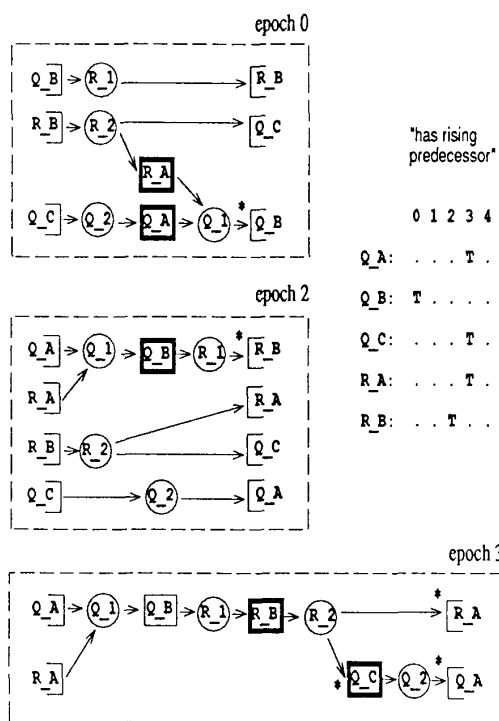 epoch 0
Q_B R_1 R_B
R_B R_2 Q_C
R_A
Q_C Q_2 Q_A Q_1 * Q_B
"has rising
predecessor"
0 1 2 3 4
Q_A: . . . T .
Q_B: T . . . .
Q_C: . . . T .
R_A: . . . T .
R_B: . . T . .
epoch 2
Q_A Q_1 Q_B R_1 * R_B
R_A R_A
R_B R_2 Q_C
Q_C Q_2 Q_A
epoch 3
Q_A Q_1 Q_B R_1 R_B R_2 * R_A
R_A * Q_C Q_2 * Q_A